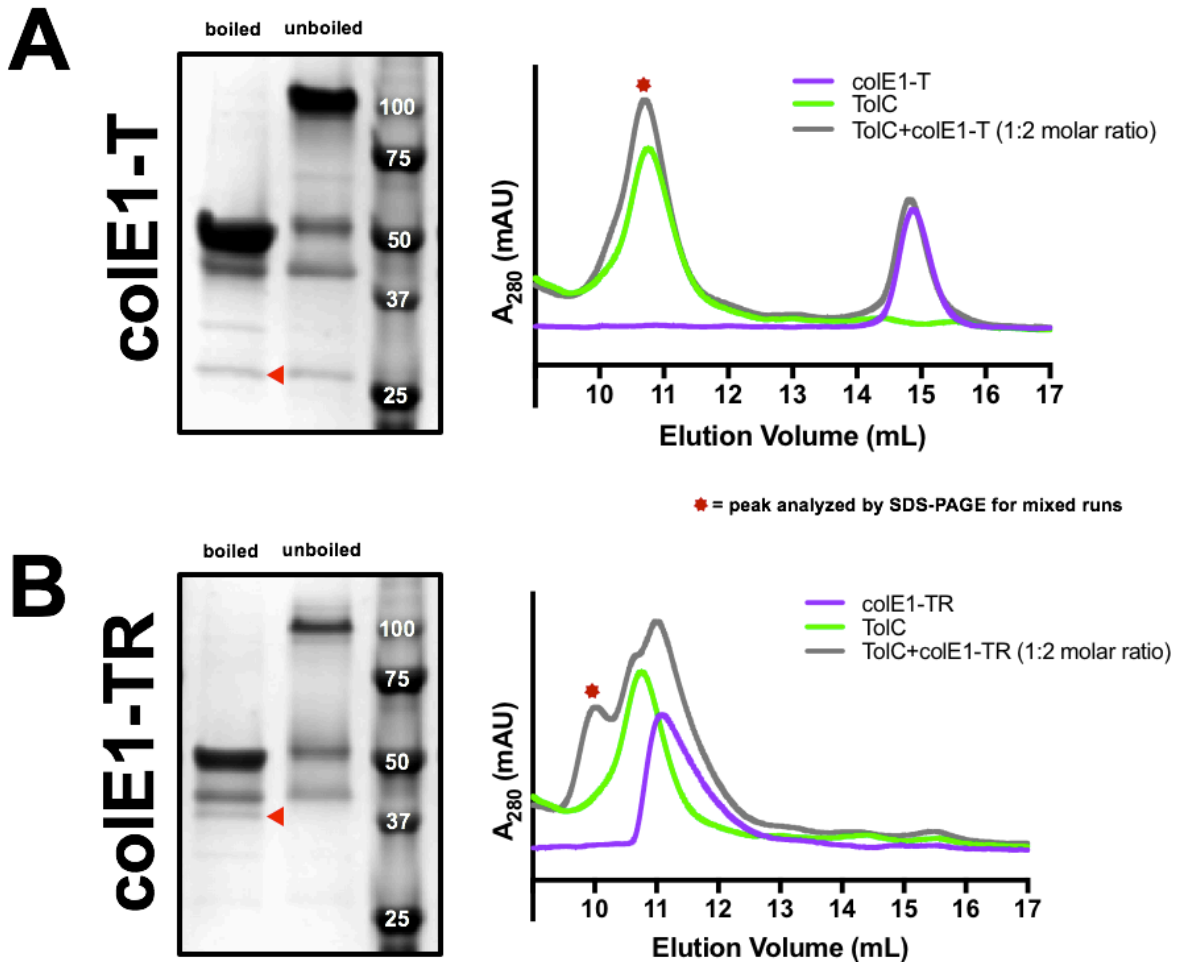 A
boiled unboiled
colE1-T
100
75
50
37
25
colE1-T
TolC
TolC+colE1-T (1:2 molar ratio)
A280 (mAU)
10 11 12 13 14 15 16 17
Elution Volume (mL)
= peak analyzed by SDS-PAGE for mixed runs
B
boiled unboiled
colE1-TR
100
75
50
37
25
colE1-TR
TolC
TolC+colE1-TR (1:2 molar ratio)
A280 (mAU)
10 11 12 13 14 15 16 17
Elution Volume (mL)